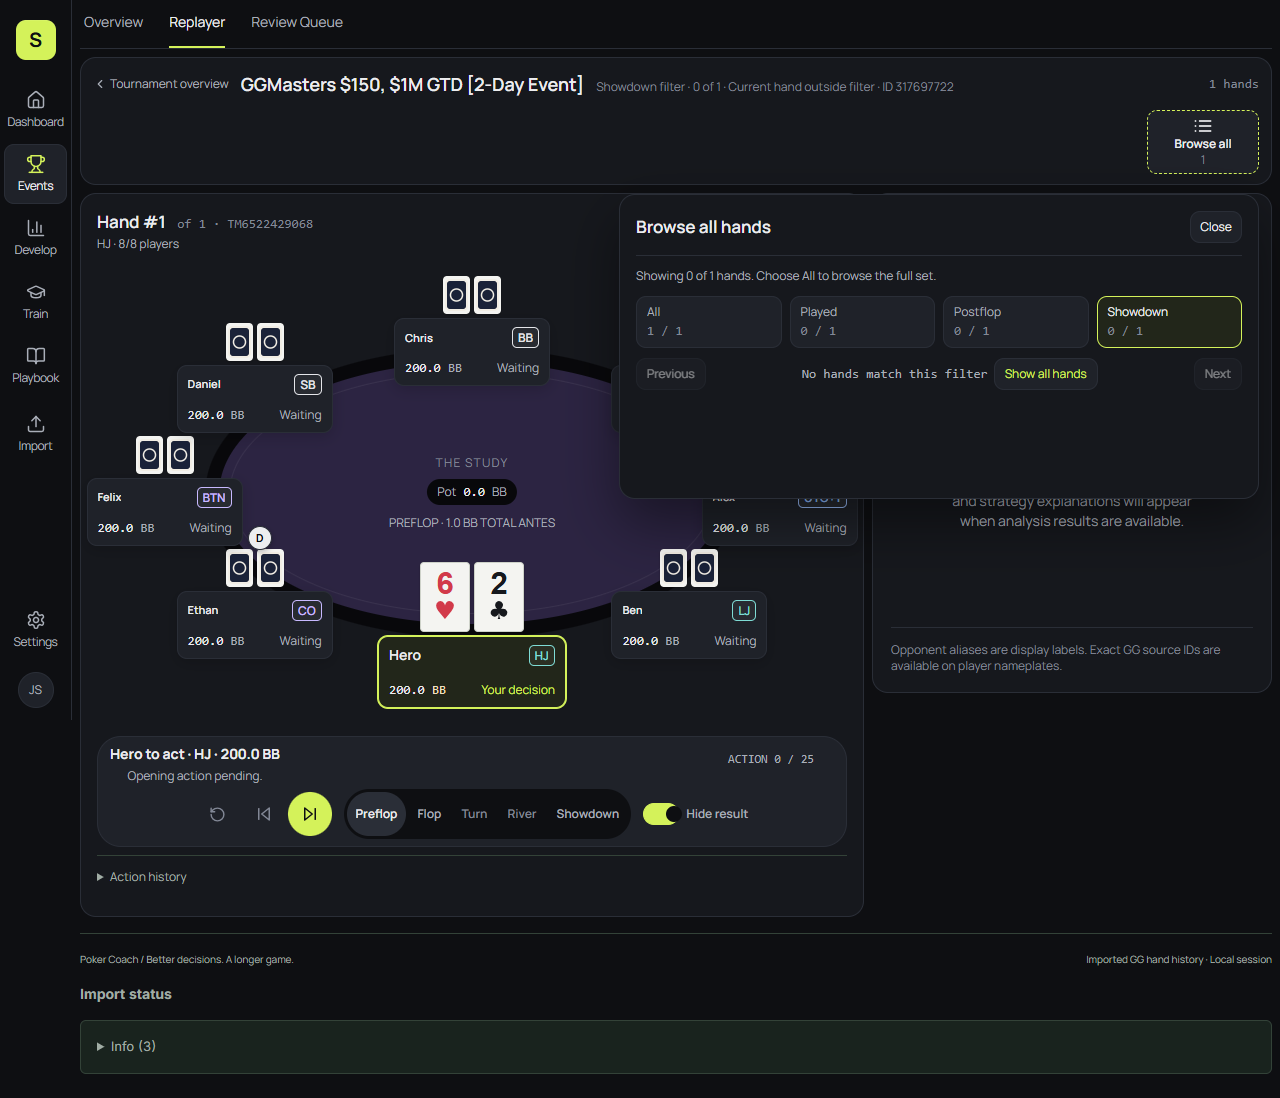 S
Dashboard
Events
Develop
Train
Playbook
Import
Settings
JS
Overview Replayer Review Queue
Tournament overview GGMasters $150, $1M GTD [2-Day Event] Showdown filter · 0 of 1 · Current hand outside filter · ID 317697722 1 hands
Browse all
1
Hand #1 of 1 · TM6522429068
HJ · 8/8 players
Browse all hands Close
Showing 0 of 1 hands. Choose All to browse the full set.
All Played Postflop Showdown
1 / 1 0 / 1 0 / 1 0 / 1
Previous No hands match this filter Show all hands Next
Chris BB
200.0 BB Waiting
Daniel SB
200.0 BB Waiting
Felix BTN
200.0 BB Waiting
THE STUDY
Pot 0.0 BB
PREFLOP · 1.0 BB TOTAL ANTES
200.0 BB Waiting
and strategy explanations will appear
when analysis results are available.
D
6 2
Ethan CO
200.0 BB Waiting
Ben LJ
200.0 BB Waiting
Hero HJ
200.0 BB Your decision
Opponent aliases are display labels. Exact GG source IDs are
available on player nameplates.
Hero to act · HJ · 200.0 BB
ACTION 0 / 25
Opening action pending.
Preflop Flop Turn River Showdown Hide result
Action history
Poker Coach / Better decisions. A longer game. Imported GG hand history · Local session
Import status
Info (3)